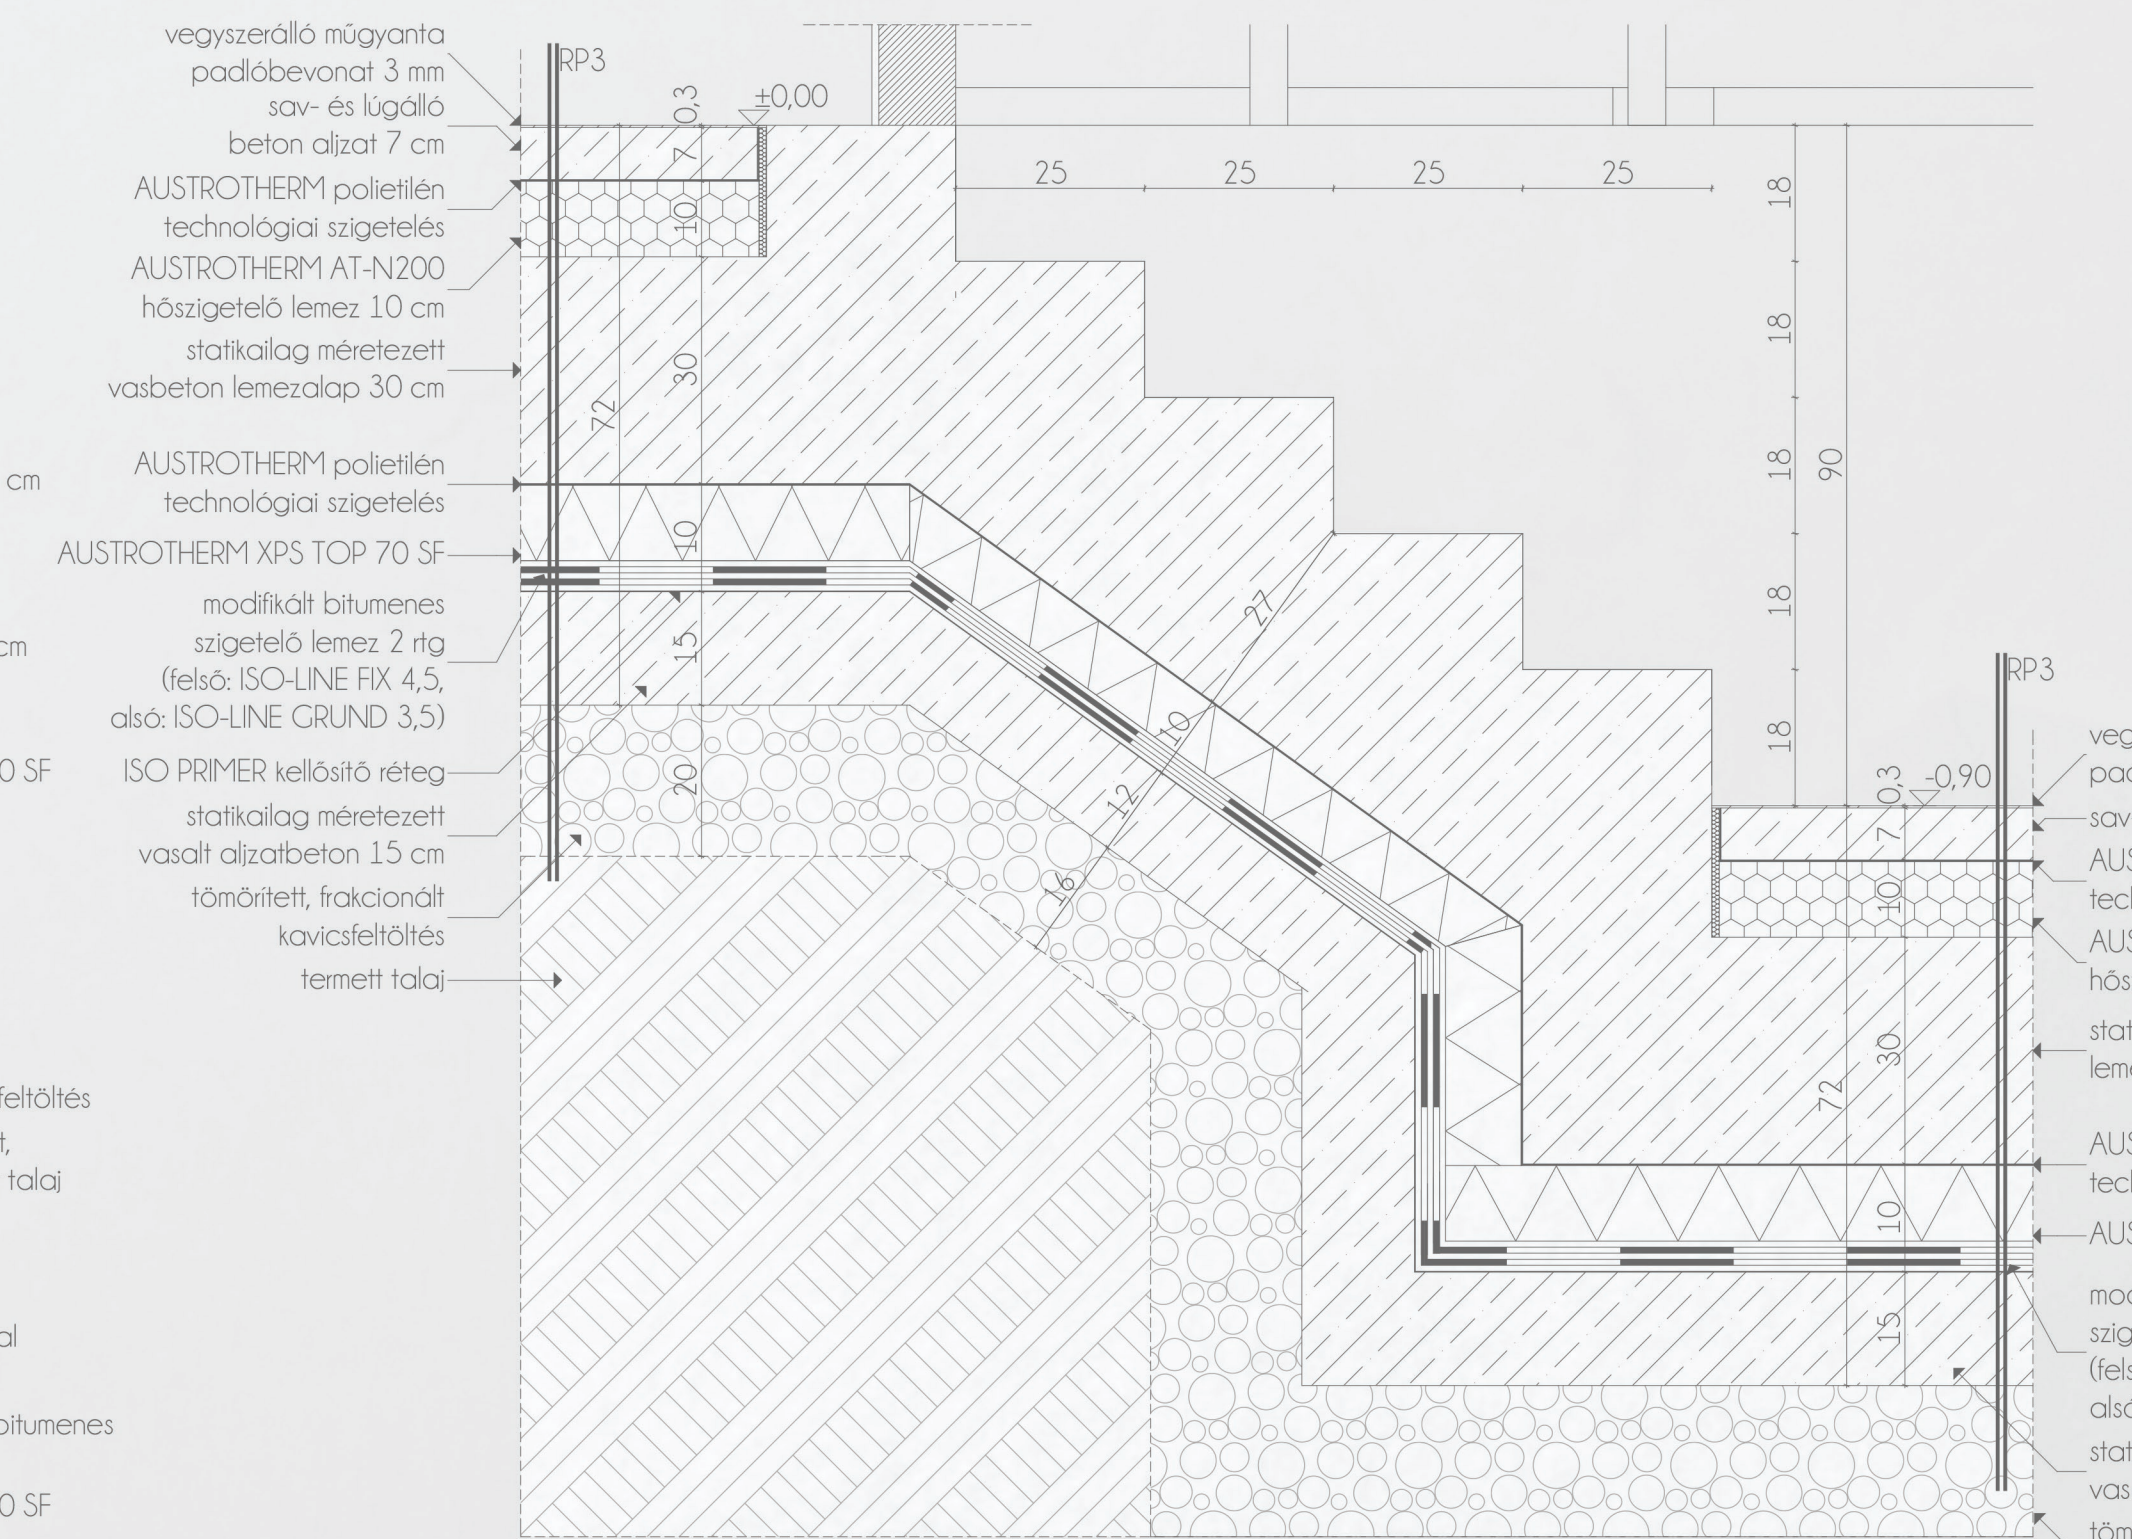 vegyszerálló műgyanta
padlóbevonat 3 mm
sav- és lúgálló
beton aljzat 7 cm
AUSTROTHERM polietilén
technológiai szigetelés
AUSTROTHERM AT-N200
hőszigetelő lemez 10 cm
statikailag méretezett
vasbeton lemezalap 30 cm
AUSTROTHERM polietilén
technológiai szigetelés
AUSTROTHERM XPS TOP 70 SF
modifikált bitumenes
szigetelő lemez 2 rtg
(felső: ISO-LINE FIX 4,5,
alsó: ISO-LINE GRUND 3,5)
ISO PRIMER kellősítő réteg
statikailag méretezett
vasalt aljzatbeton 15 cm
tömörített, frakcionált
kavicsfeltöltés
termett talaj
cm
cm
0 SF
feltöltés
t,
talaj
al
bitumenes
0 SF
RP3
±0,00
0,3
7
10
30
72
10
15
20
25
25
25
25
18
18
18
18
18
90
27
10
12
16
RP3
-0,90
0,3
7
10
30
72
10
15
veg
pad
sav
AUS
tech
AUS
hős
stat
leme
AUS
tech
AUS
mod
szig
(fels
alsó
stat
vas
töm